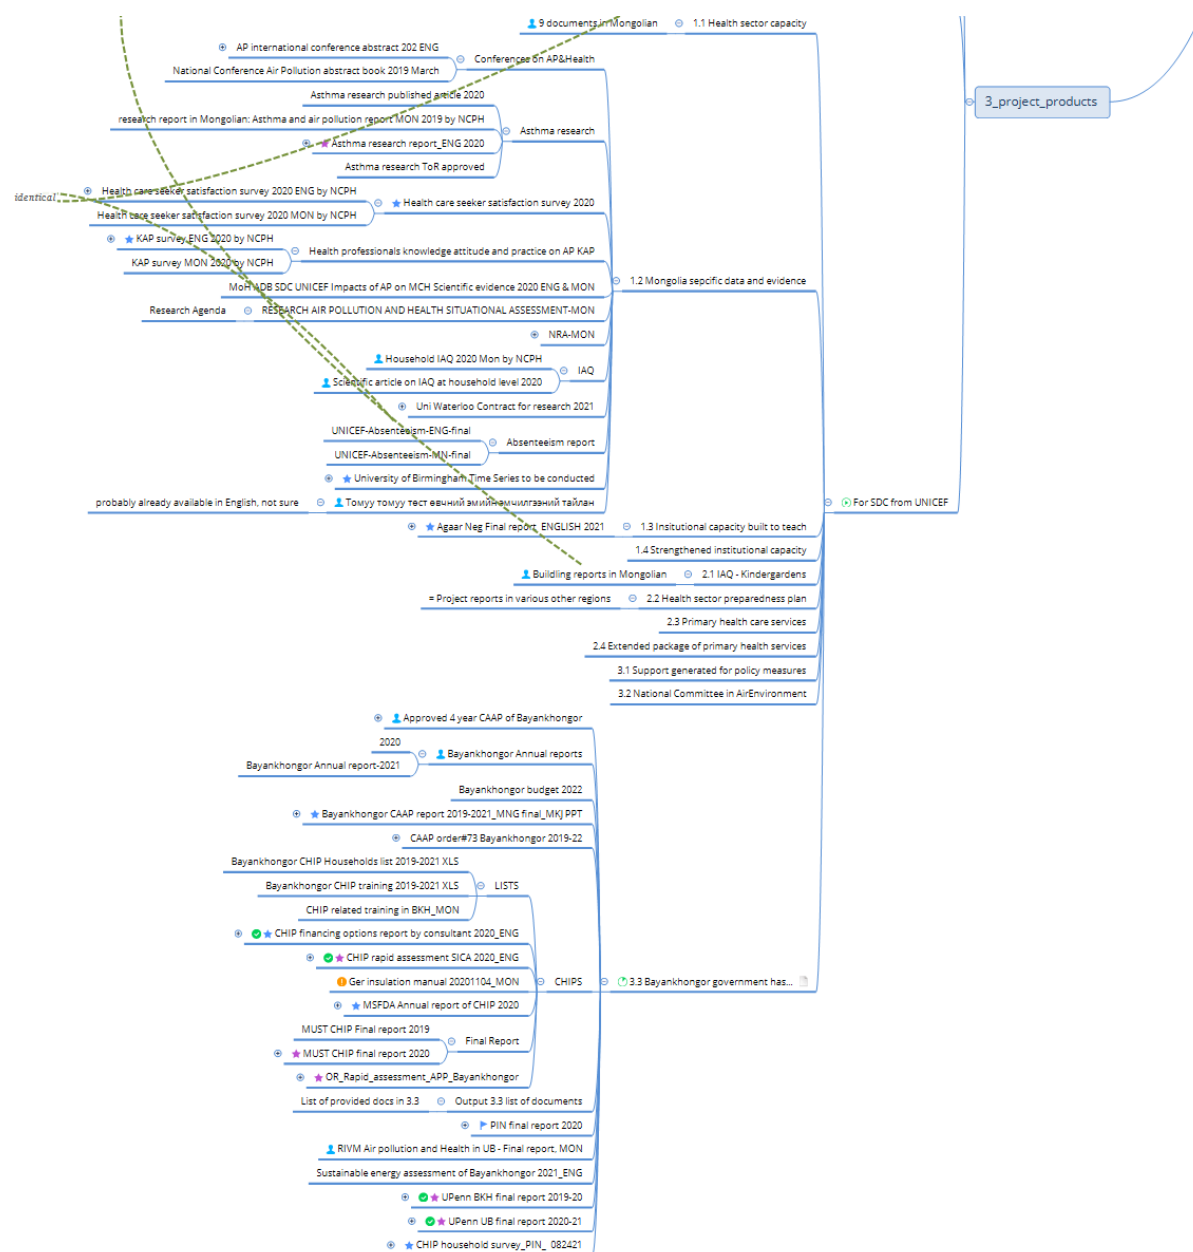 9 documents in Mongolian
1.1 Health sector capacity
AP international conference abstract 202 ENG
National Conference Air Pollution abstract book 2019 March
Conferences on AP&Health
3_project_products
Asthma research published article 2020
research report in Mongolian: Asthma and air pollution report MON 2019 by NCPH
Asthma research report_ENG 2020
Asthma research ToR approved
Asthma research
identical
Health care seeker satisfaction survey 2020 ENG by NCPH
Health care seeker satisfaction survey 2020 MON by NCPH
Health care seeker satisfaction survey 2020
KAP survey ENG 2020 by NCPH
KAP survey MON 2020 by NCPH
Health professionals knowledge attitude and practice on AP KAP
1.2 Mongolia sepcific data and evidence
MoH ADB SDC UNICEF Impacts of AP on MCH Scientific evidence 2020 ENG & MON
Research Agenda
RESEARCH AIR POLLUTION AND HEALTH SITUATIONAL ASSESSMENT-MON
NRA-MON
Household IAQ 2020 Mon by NCPH
Scientific article on IAQ at household level 2020
IAQ
Uni Waterloo Contract for research 2021
UNICEF-Absenteeism-ENG-final
UNICEF-Absenteeism-MN-final
Absenteeism report
University of Birmingham Time Series to be conducted
probably already available in English, not sure
Томуу томуу төст өвчний эмийн эмчилгээний тайлан
For SDC from UNICEF
Agaar Neg Final report_ENGLISH 2021
1.3 Insitutional capacity built to teach
1.4 Strengthened institutional capacity
Buildling reports in Mongolian
2.1 IAQ - Kindergardens
= Project reports in various other regions
2.2 Health sector preparedness plan
2.3 Primary health care services
2.4 Extended package of primary health services
3.1 Support generated for policy measures
3.2 National Committee in AirEnvironment
Approved 4 year CAAP of Bayankhongor
2020
Bayankhongor Annual report-2021
Bayankhongor Annual reports
Bayankhongor budget 2022
Bayankhongor CAAP report 2019-2021_MNG final_MKJ PPT
CAAP order#73 Bayankhongor 2019-22
Bayankhongor CHIP Households list 2019-2021 XLS
Bayankhongor CHIP training 2019-2021 XLS
CHIP related training in BKH_MON
LISTS
CHIP financing options report by consultant 2020_ENG
CHIP rapid assessment SICA 2020_ENG
Ger insulation manual 20201104_MON
CHIPS
3.3 Bayankhongor government has...
MSFDA Annual report of CHIP 2020
MUST CHIP Final report 2019
MUST CHIP final report 2020
Final Report
OR_Rapid_assessment_APP_Bayankhongor
List of provided docs in 3.3
Output 3.3 list of documents
PIN final report 2020
RIVM Air pollution and Health in UB - Final report, MON
Sustainable energy assessment of Bayankhongor 2021_ENG
UPenn BKH final report 2019-20
UPenn UB final report 2020-21
CHIP household survey_PIN_ 082421